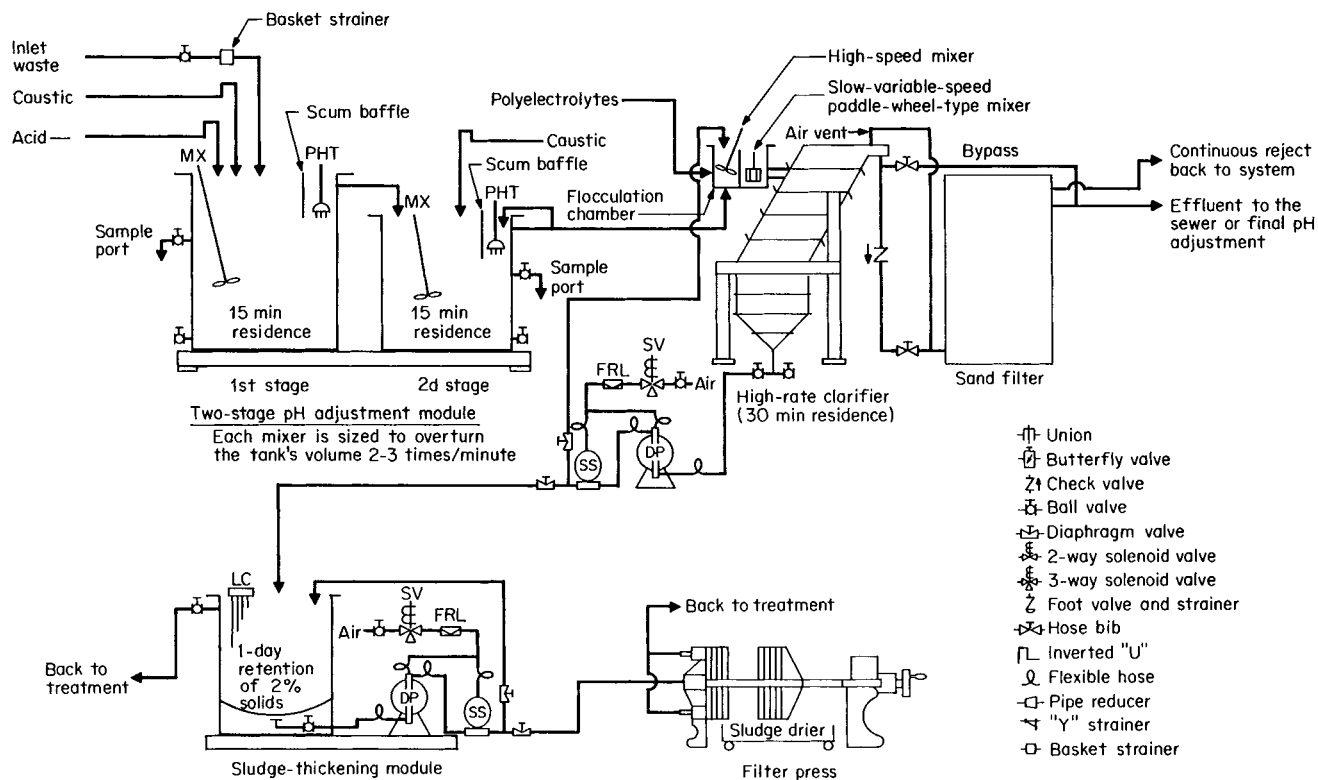 Basket strainer
Inlet
waste
Caustic
Acid
Scum baffle
MX
PHT
Sample
port
15 min
residence
1st stage
MX
Caustic
Scum baffle
PHT
15 min
residence
2d stage
Sample
port
Two-stage pH adjustment module
Each mixer is sized to overturn
the tank's volume 2-3 times/minute
Polyelectrolytes
High-speed mixer
Slow-variable-speed
paddle-wheel-type mixer
Air vent
Flocculation
chamber
Bypass
Continuous reject
back to system
Effluent to the
sewer or final pH
adjustment
Sand filter
High-rate clarifier
(30 min residence)
SV
FRL
Air
SS
DP
LC
Back to
treatment
1-day
retention
of 2%
solids
SV
Air
FRL
DP
SS
Sludge-thickening module
Back to treatment
Sludge drier
Filter press
Union
Butterfly valve
Check valve
Ball valve
Diaphragm valve
2-way solenoid valve
3-way solenoid valve
Foot valve and strainer
Hose bib
Inverted "U"
Flexible hose
Pipe reducer
"Y" strainer
Basket strainer